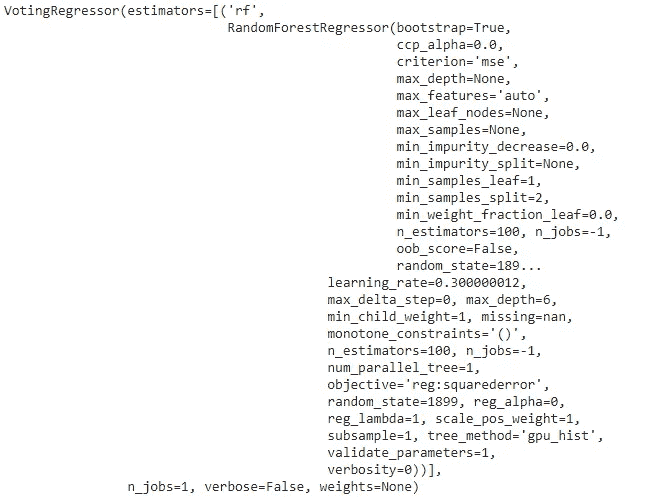 VotingRegressor(estimators=[('rf',
RandomForestRegressor(bootstrap=True,
ccp_alpha=0.0,
criterion='mse',
max_depth=None,
max_features='auto',
max_leaf_nodes=None,
max_samples=None,
min_impurity_decrease=0.0,
min_impurity_split=None,
min_samples_leaf=1,
min_samples_split=2,
min_weight_fraction_leaf=0.0,
n_estimators=100, n_jobs=-1,
oob_score=False,
random_state=189...
learning_rate=0.300000012,
max_delta_step=0, max_depth=6,
min_child_weight=1, missing=nan,
monotone_constraints='()',
n_estimators=100, n_jobs=-1,
num_parallel_tree=1,
objective='reg:squarederror',
random_state=1899, reg_alpha=0,
reg_lambda=1, scale_pos_weight=1,
subsample=1, tree_method='gpu_hist',
validate_parameters=1,
verbosity=0))],
n_jobs=1, verbose=False, weights=None)